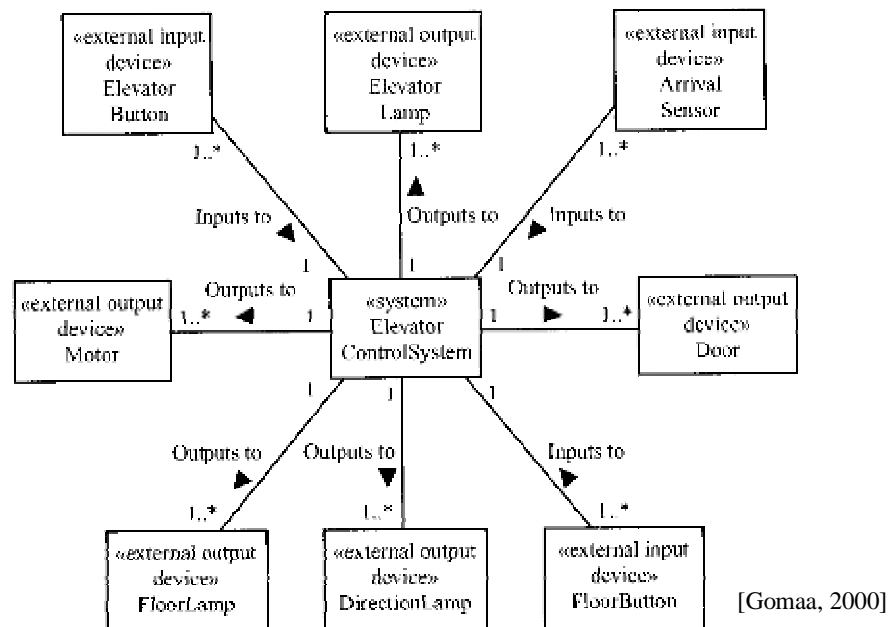 «external input
device»
Elevator
Button
«external output
device»
Elevator
Lamp
«external input
device»
Arrival
Sensor
1..*
1..*
1..*
Inputs to
Outputs to
Inputs to
1
1
1
«external output
device»
Motor
Outputs to
1..*
1
«system»
Elevator
ControlSystem
Outputs to
1
1..*
«external output
device»
Door
1
1
1
Outputs to
Outputs to
Inputs to
1..*
1..*
1..*
«external output
device»
FloorLamp
«external output
device»
DirectionLamp
«external input
device»
FloorButton
[Gomaa, 2000]